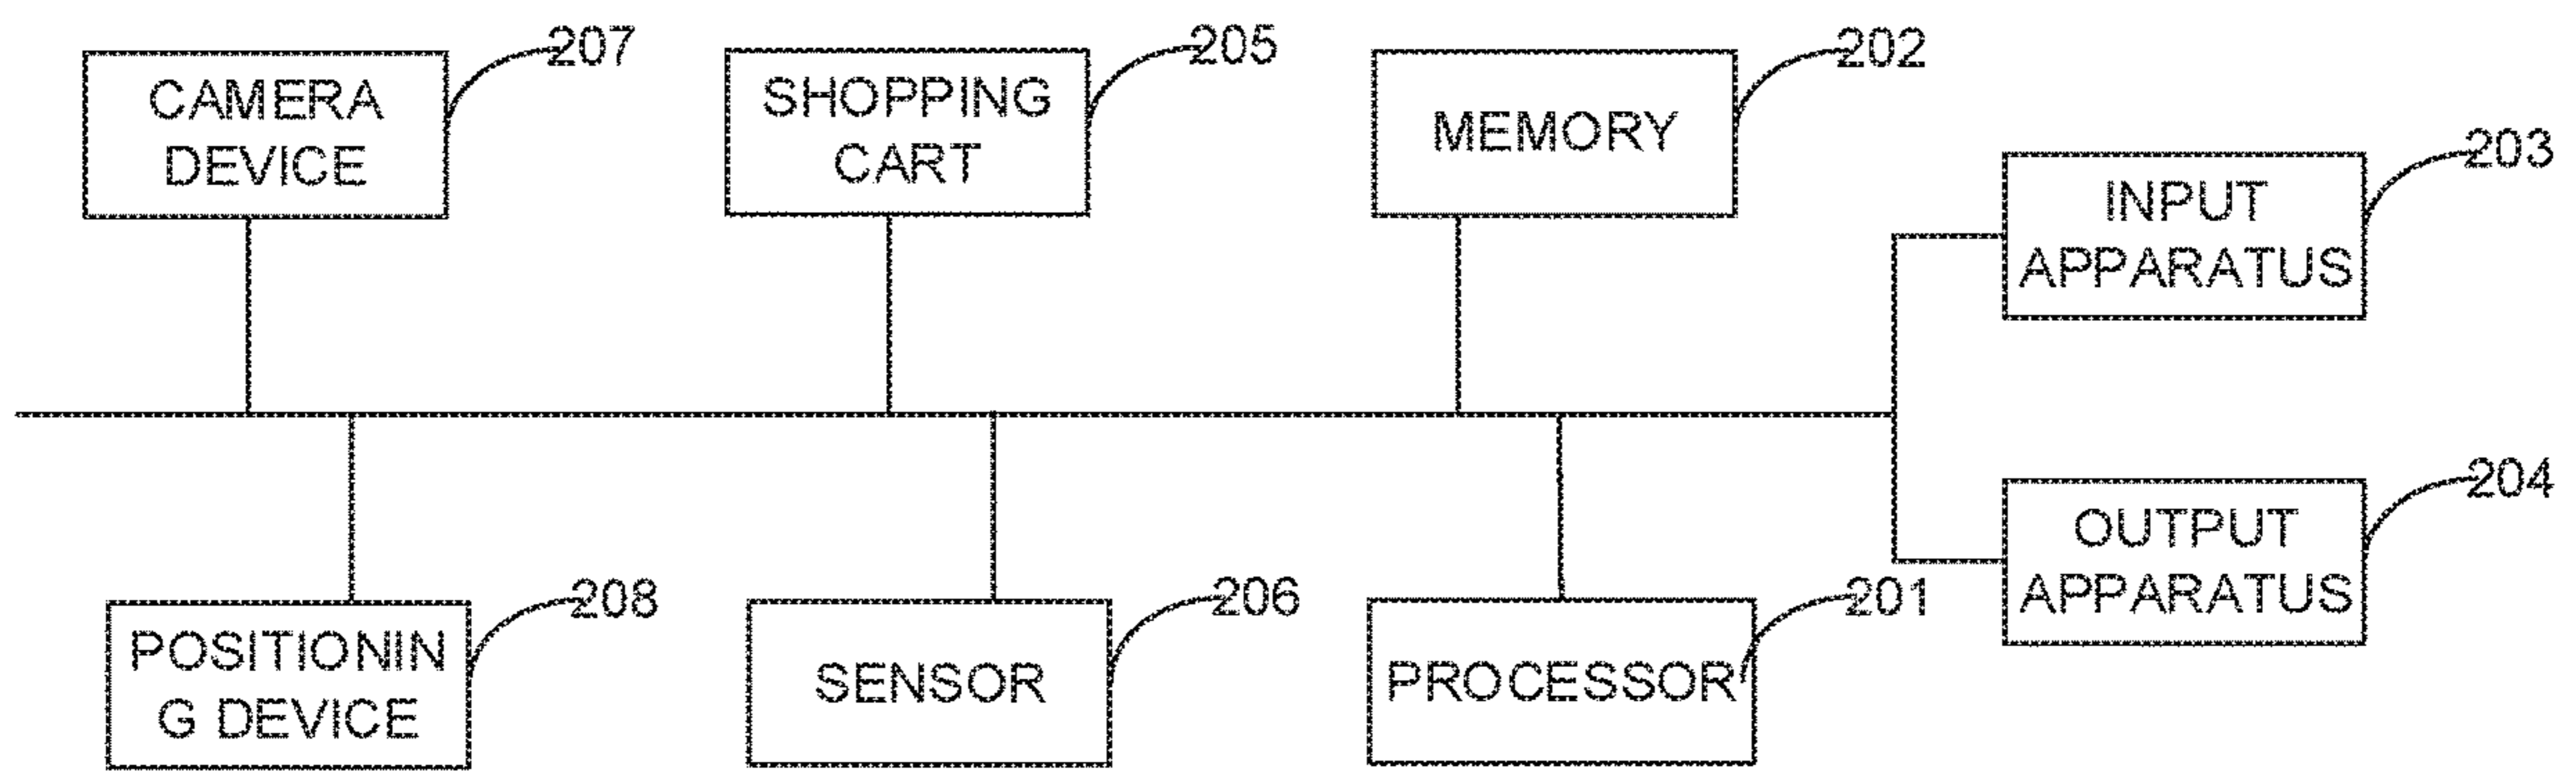 207
CAMERA
DEVICE
205
SHOPPING
CART
202
MEMORY
203
INPUT
APPARATUS
204
OUTPUT
APPARATUS
208
POSITIONIN
G DEVICE
206
SENSOR
201
PROCESSOR